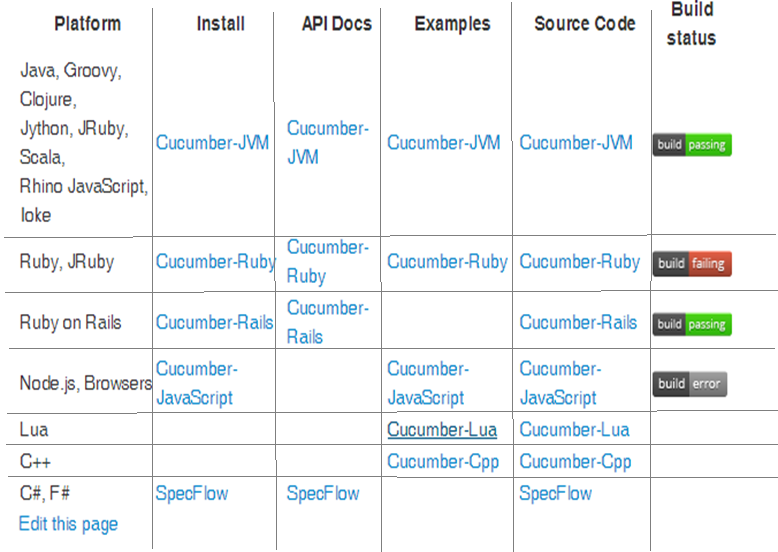 Platform Install API Docs Examples Source Code Build status
Java, Groovy,
Clojure,
Jython, JRuby,
Scala,
Rhino JavaScript,
Ioke
Cucumber-JVM
Cucumber-
JVM
Cucumber-JVM
Cucumber-JVM
build passing
Ruby, JRuby
Cucumber-Ruby
Cucumber-
Ruby
Cucumber-Ruby
Cucumber-Ruby
build failing
Ruby on Rails
Cucumber-Rails
Cucumber-
Rails
Cucumber-Rails
build passing
Node.js, Browsers
Cucumber-
JavaScript
Cucumber-
JavaScript
Cucumber-
JavaScript
build error
Lua
Cucumber-Lua
Cucumber-Lua
C++
Cucumber-Cpp
Cucumber-Cpp
C#, F#
SpecFlow
SpecFlow
SpecFlow
Edit this page